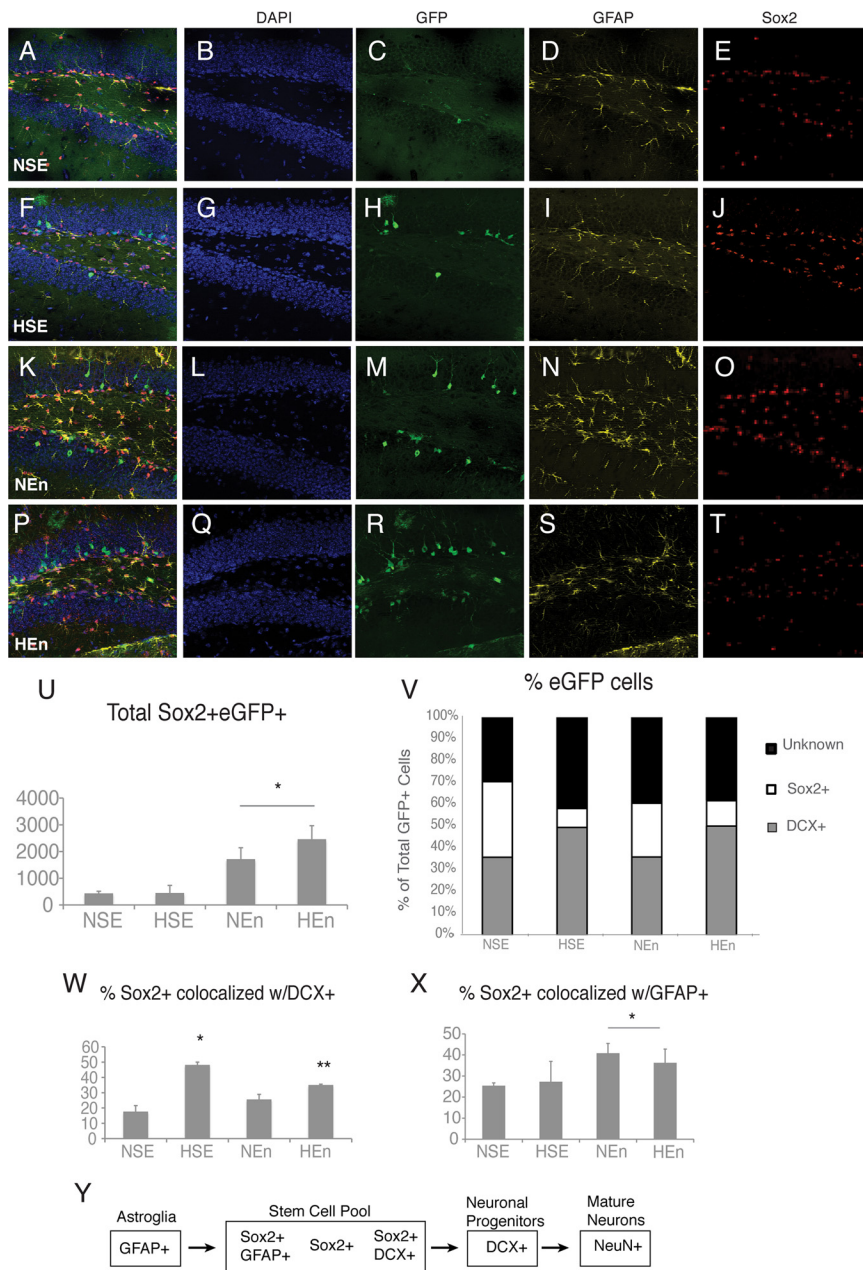 DAPI GFP GFAP Sox2
A B C D E
NSE
F G H I J
HSE
K L M N O
NEn
P Q R S T
HEn
U
Total Sox2+eGFP+
4000
3000
2000
1000
0
NSE HSE NEn HEn
*
V
% eGFP cells
% of Total GFP+ Cells
100%
90%
80%
70%
60%
50%
40%
30%
20%
10%
0%
NSE HSE NEn HEn
Unknown
Sox2+
DCX+
W
% Sox2+ colocalized w/DCX+
60
50
40
30
20
10
0
* **
NSE HSE NEn HEn
X
% Sox2+ colocalized w/GFAP+
50
40
30
20
10
0
*
NSE HSE NEn HEn
Y
Astroglia
GFAP+
Stem Cell Pool
Sox2+
GFAP+
Sox2+
Sox2+
DCX+
Neuronal
Progenitors
DCX+
Mature
Neurons
NeuN+